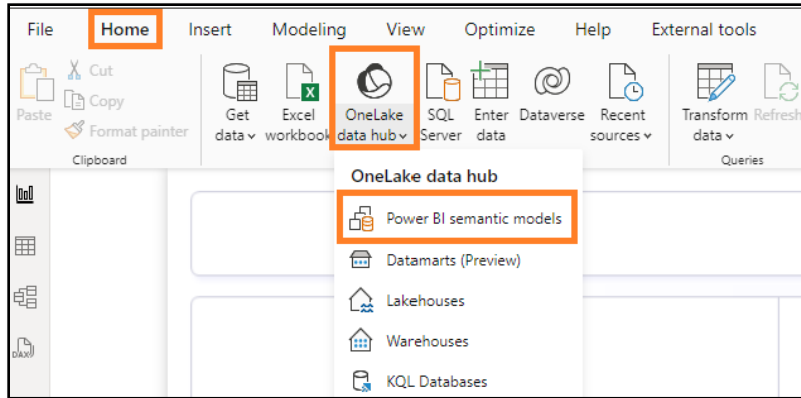 File Home Insert Modeling View Optimize Help External tools
Paste
Cut
Copy
Format painter
Clipboard
Get data
Excel workbook
OneLake data hub
SQL Server
Enter data
Dataverse
Recent sources
Transform data
Refresh
Queries
OneLake data hub
Power BI semantic models
Datamarts (Preview)
Lakehouses
Warehouses
KQL Databases
DAX